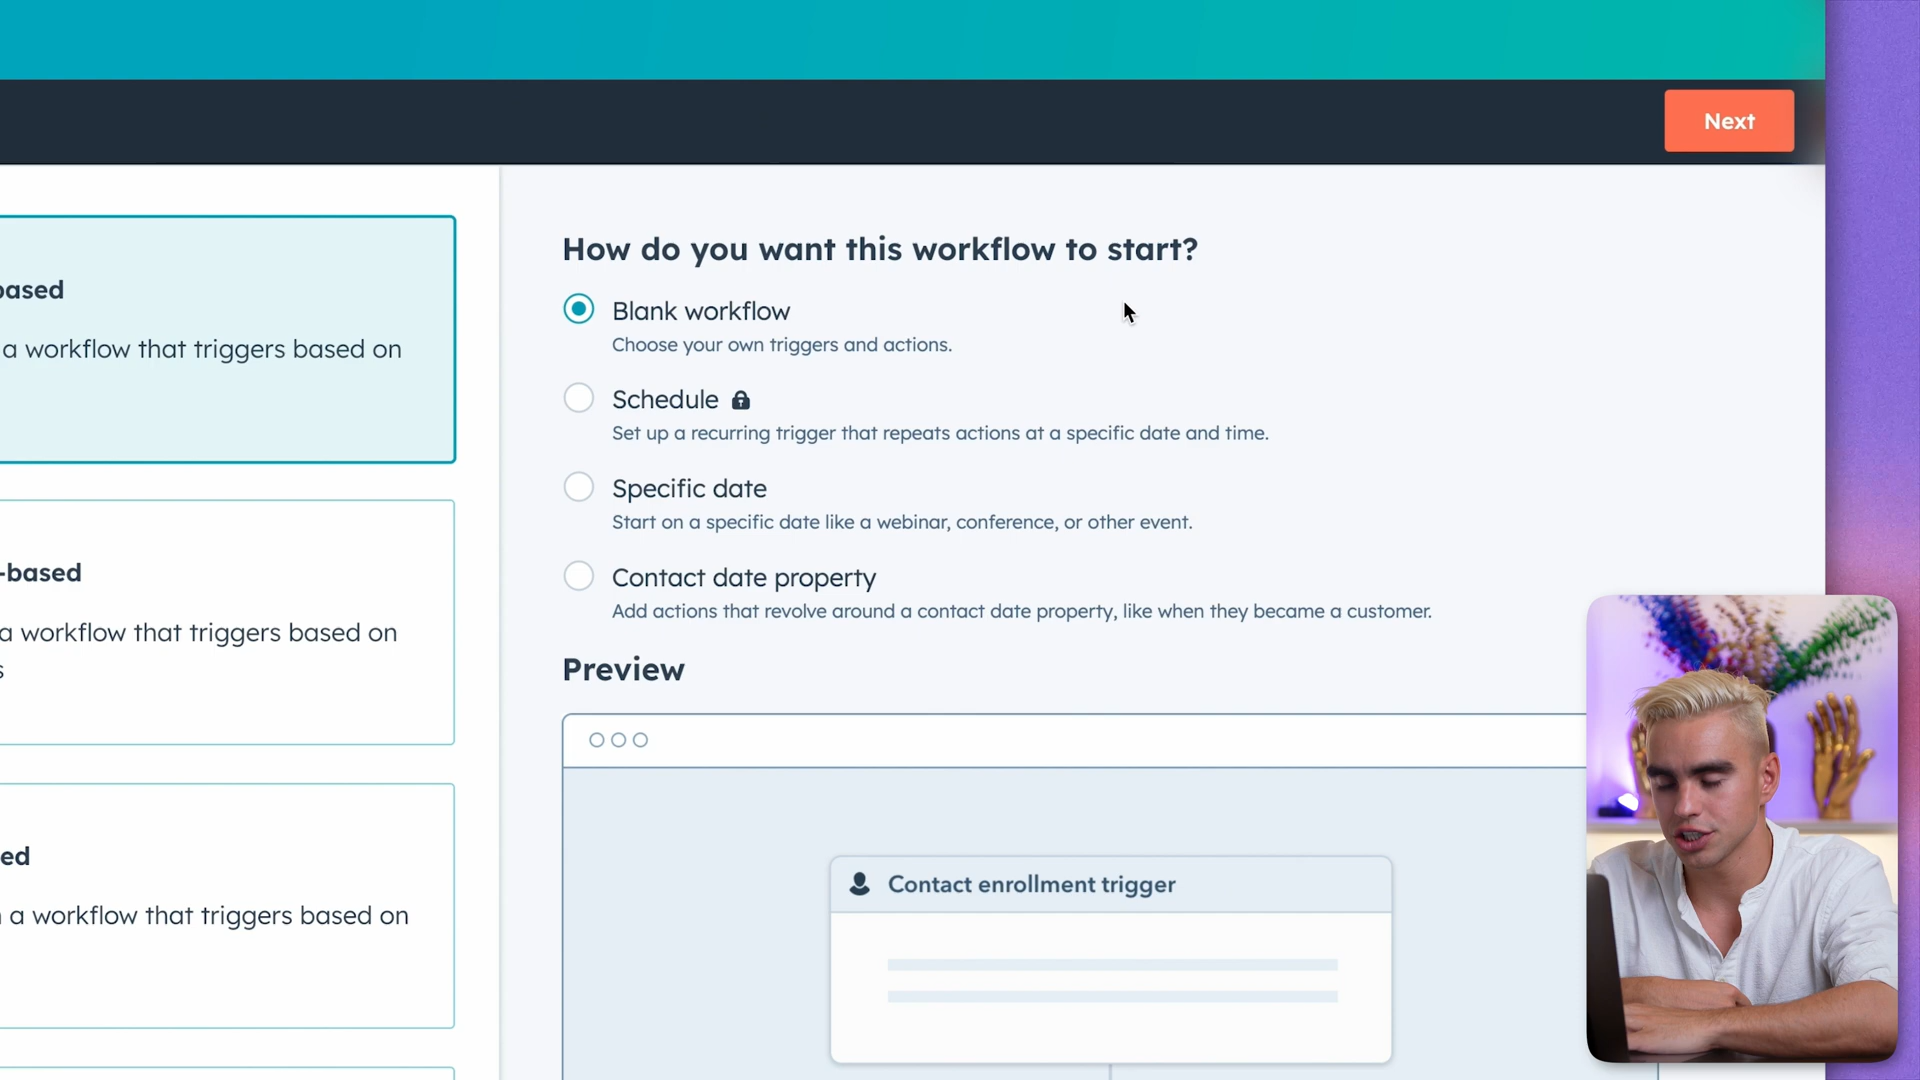 Next
based
a workflow that triggers based on
-based
a workflow that triggers based on
s
ed
a workflow that triggers based on
How do you want this workflow to start?
Blank workflow
Choose your own triggers and actions.
Schedule
Set up a recurring trigger that repeats actions at a specific date and time.
Specific date
Start on a specific date like a webinar, conference, or other event.
Contact date property
Add actions that revolve around a contact date property, like when they became a customer.
Preview
Contact enrollment trigger